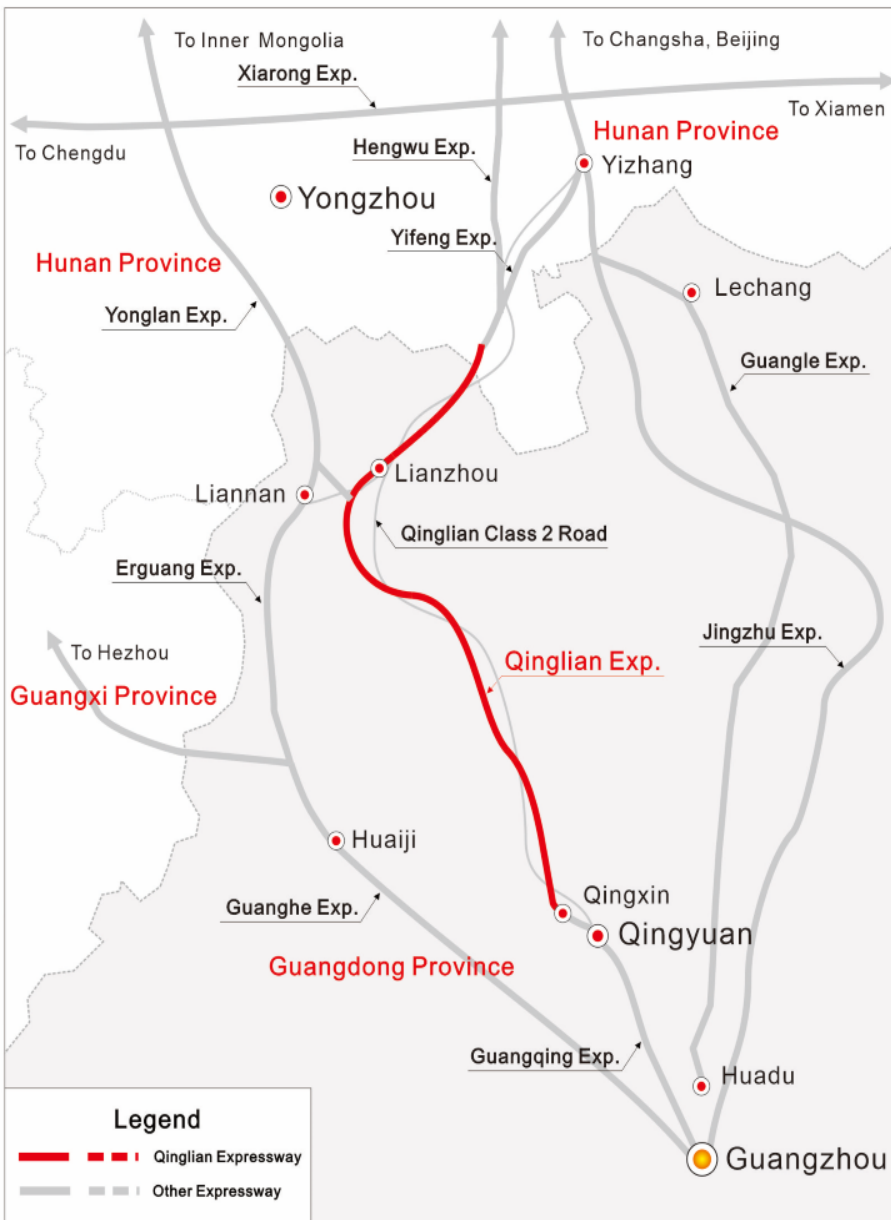 To Inner Mongolia
To Changsha, Beijing
Xiarong Exp.
To Xiamen
To Chengdu
Hengwu Exp.
Hunan Province
Yizhang
Yongzhou
Yifeng Exp.
Hunan Province
Lechang
Yonglan Exp.
Guangle Exp.
Lianzhou
Liannan
Qinglian Class 2 Road
Erguang Exp.
Jingzhu Exp.
To Hezhou
Qinglian Exp.
Guangxi Province
Huaiji
Qingxin
Guanghe Exp.
Qingyuan
Guangdong Province
Guangqing Exp.
Huadu
Legend
Guangzhou
Qinglian Expressway
Other Expressway